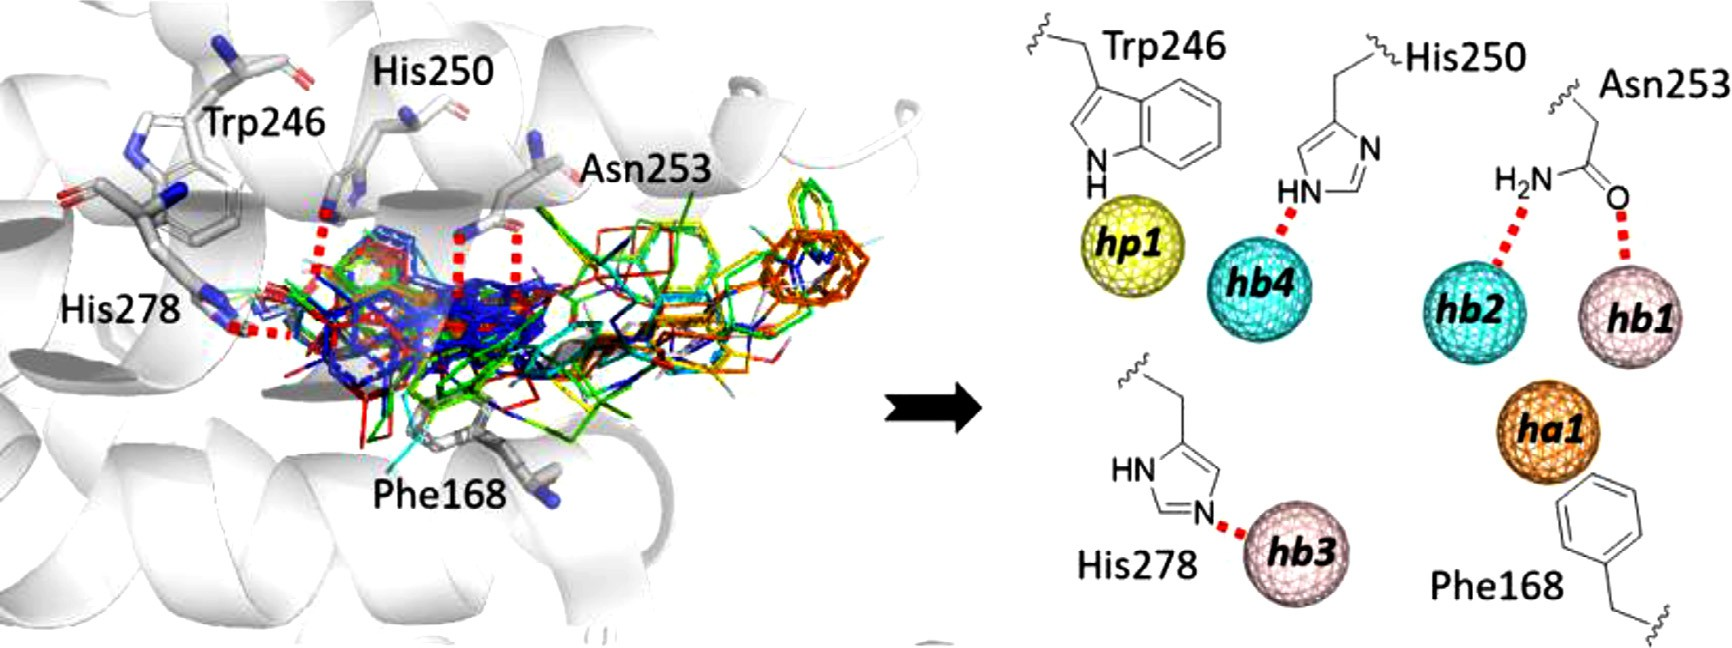 His250
Trp246
Asn253
His278
Phe168
Trp246
His250
Asn253
N
H
HN
N
H2N
O
hp1
hb4
hb2
hb1
ha1
HN
N
hb3
His278
Phe168